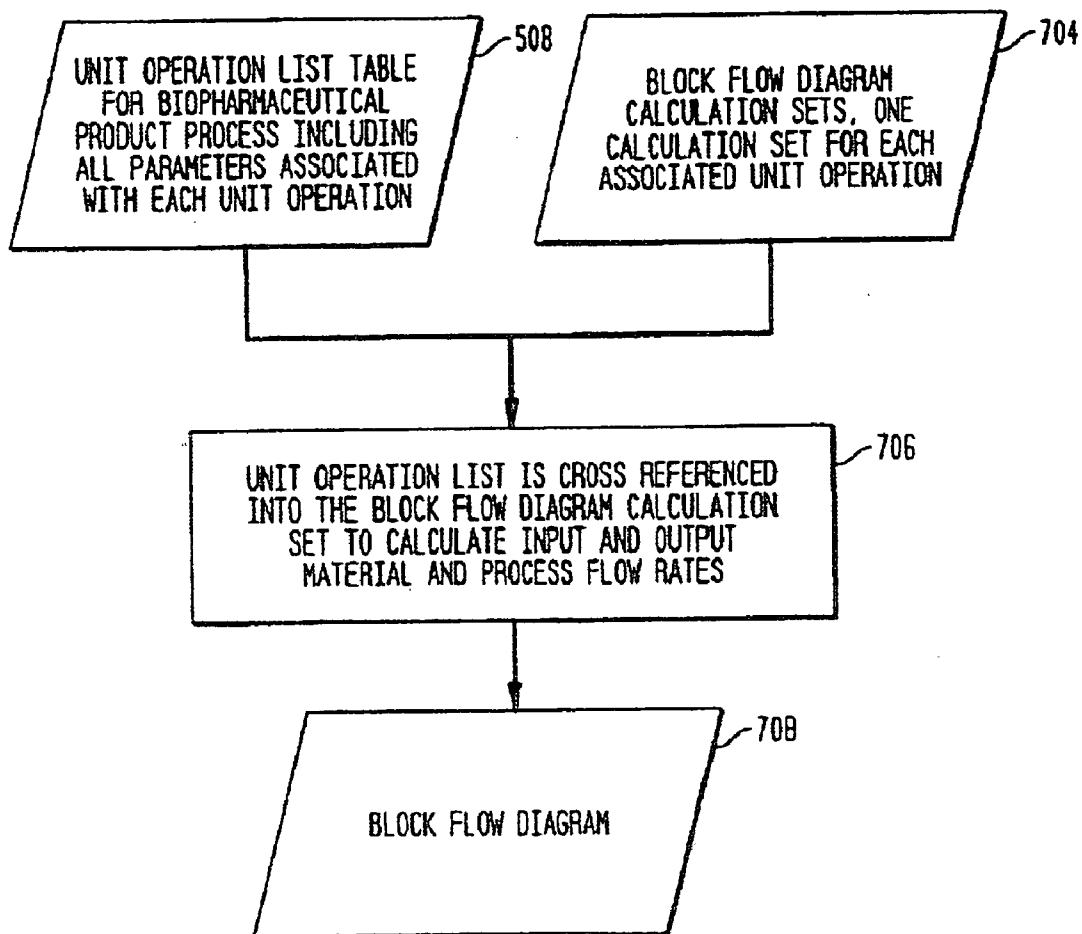 508
UNIT OPERATION LIST TABLE
FOR BIOPHARMACEUTICAL
PRODUCT PROCESS INCLUDING
ALL PARAMETERS ASSOCIATED
WITH EACH UNIT OPERATION
704
BLOCK FLOW DIAGRAM
CALCULATION SETS, ONE
CALCULATION SET FOR EACH
ASSOCIATED UNIT OPERATION
706
UNIT OPERATION LIST IS CROSS REFERENCED
INTO THE BLOCK FLOW DIAGRAM CALCULATION
SET TO CALCULATE INPUT AND OUTPUT
MATERIAL AND PROCESS FLOW RATES
708
BLOCK FLOW DIAGRAM